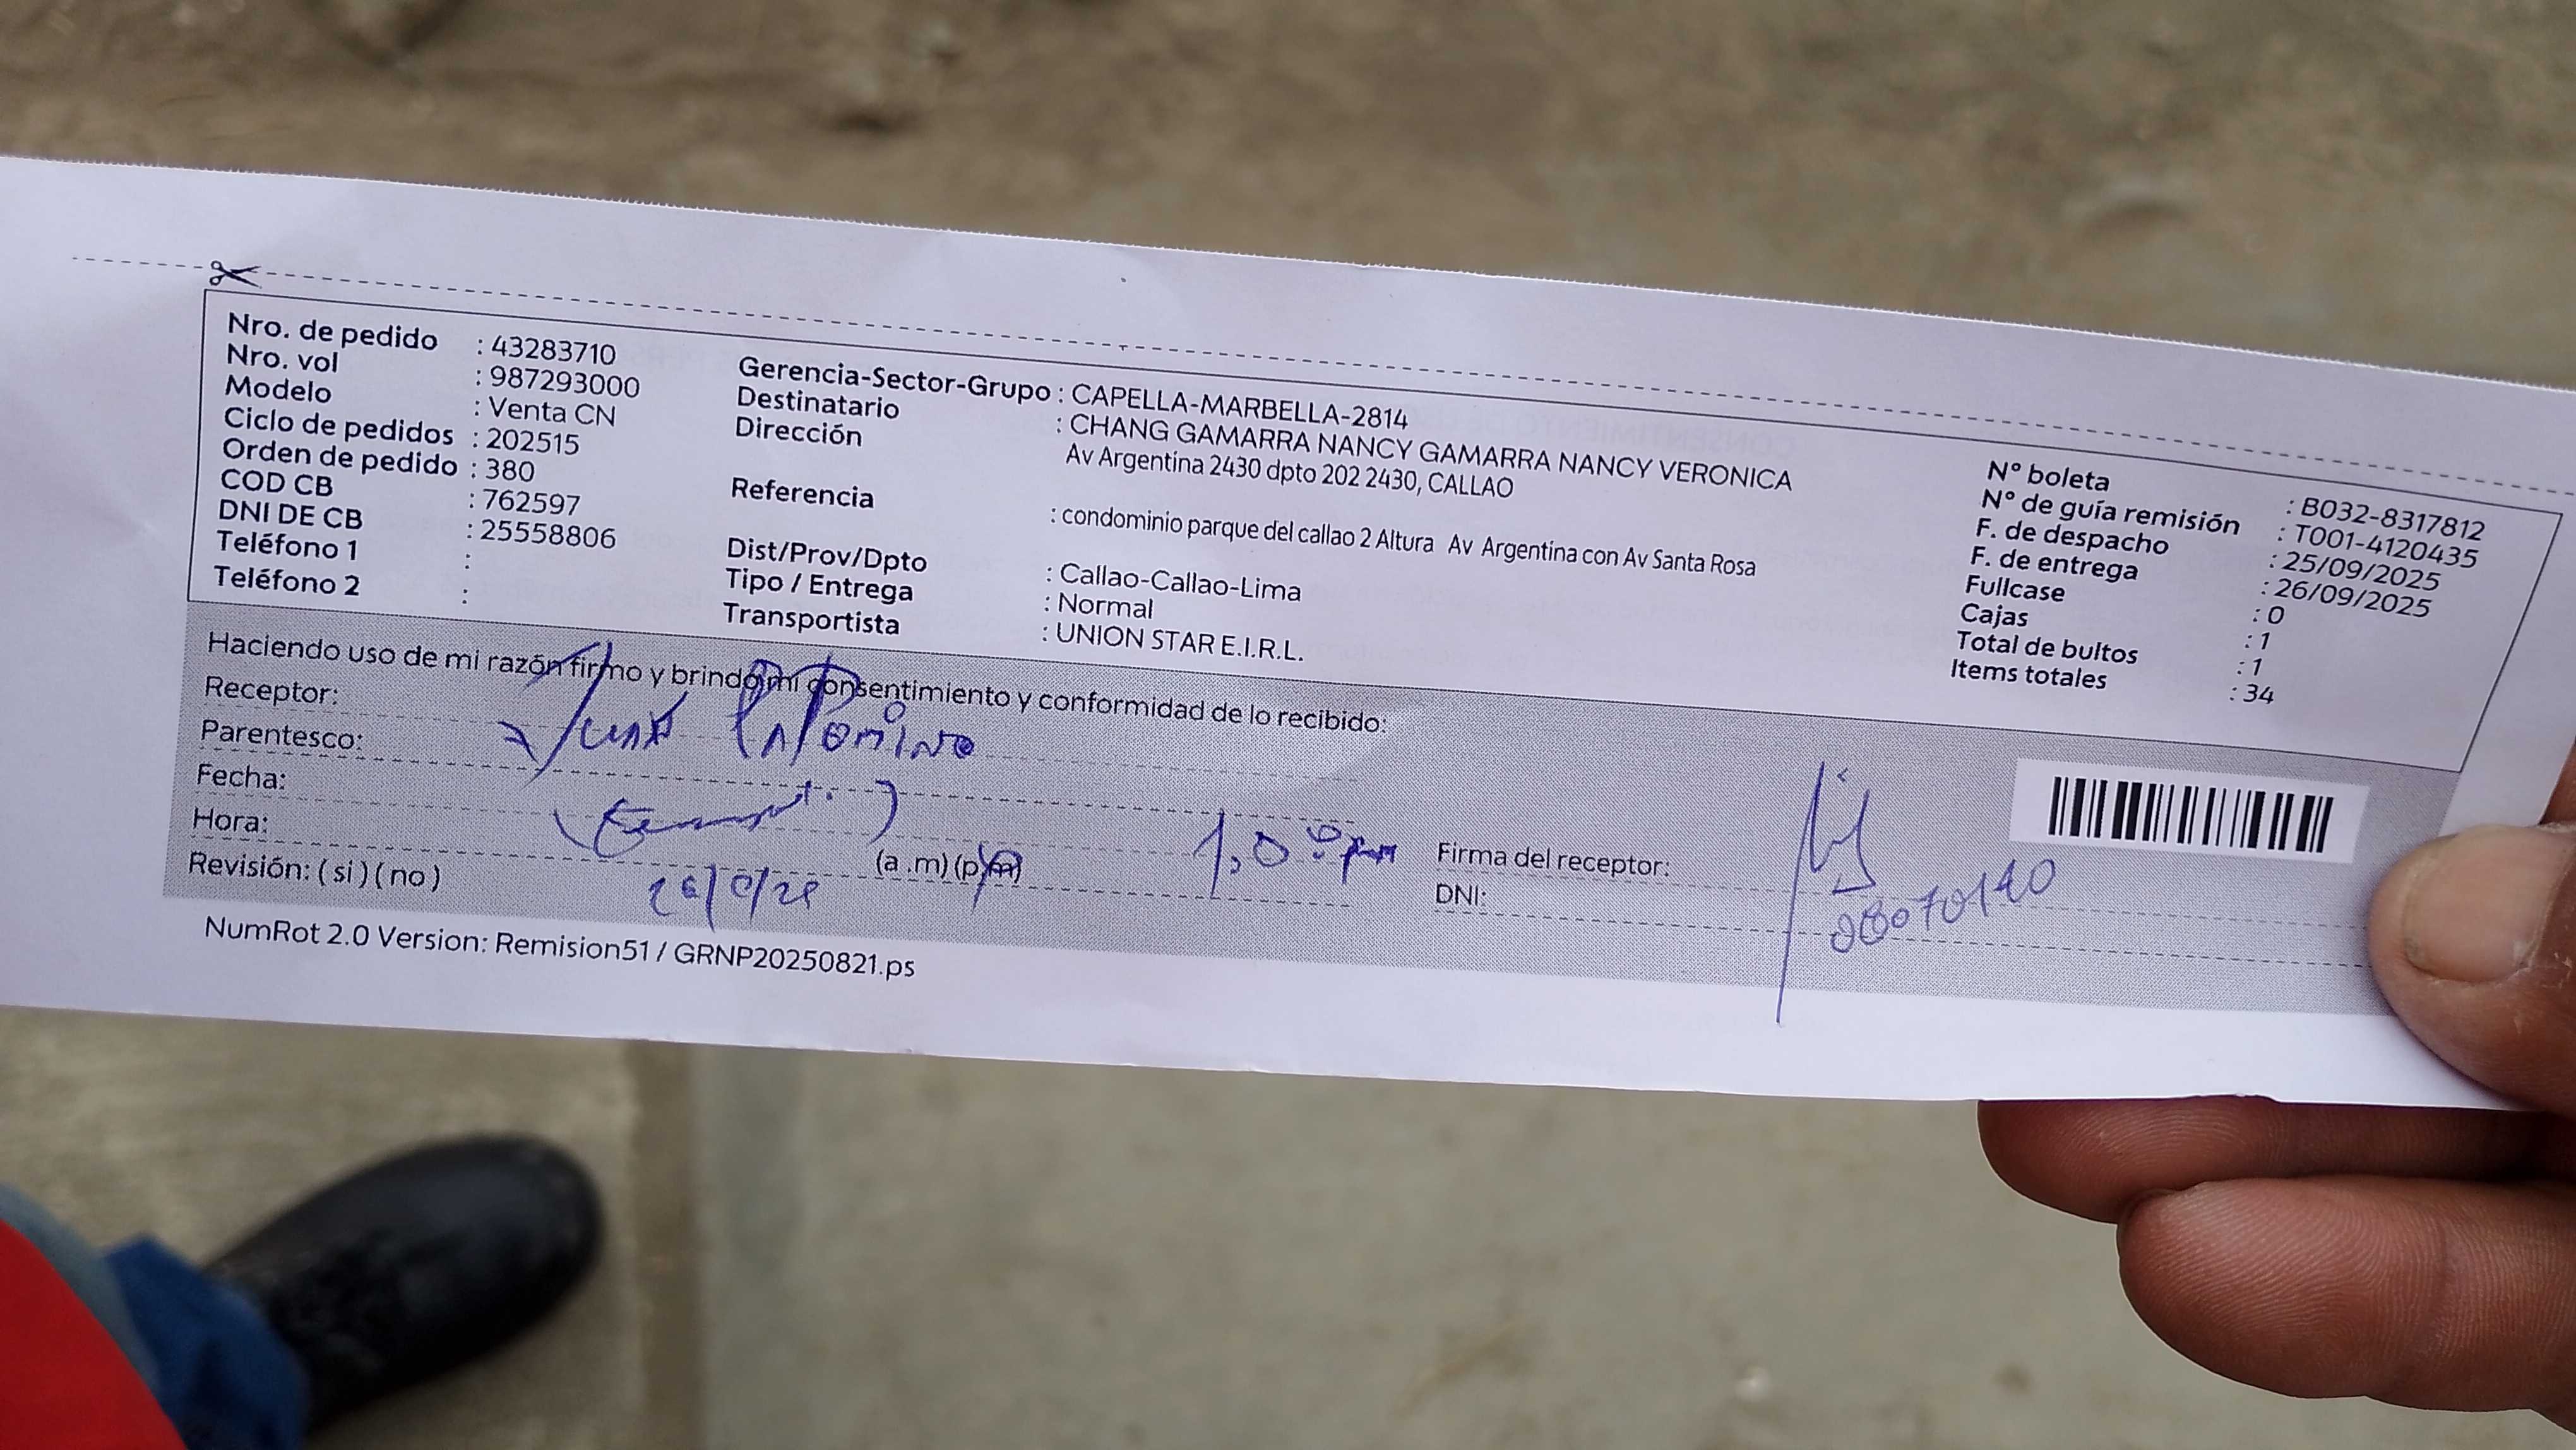 Nro. de pedido : 43283710
Nro. vol : 987293000
Modelo : Venta CN
Ciclo de pedidos : 202515
Orden de pedido : 380
COD CB : 762597
DNI DE CB : 25558806
Teléfono 1 :
Teléfono 2 :
Gerencia-Sector-Grupo : CAPELLA-MARBELLA-2814
Destinatario : CHANG GAMARRA NANCY GAMARRA NANCY VERONICA
Dirección Av Argentina 2430 dpto 202 2430, CALLAO
Referencia : condominio parque del callao 2 Altura Av Argentina con Av Santa Rosa
Dist/Prov/Dpto : Callao-Callao-Lima
Tipo / Entrega : Normal
Transportista : UNION STAR E.I.R.L.
N° boleta : B032-8317812
N° de guía remisión : T001-4120435
F. de despacho : 25/09/2025
F. de entrega : 26/09/2025
Fullcase : 0
Cajas : 1
Total de bultos : 1
Items totales : 34
Haciendo uso de mi razón firmo y brindo mi consentimiento y conformidad de lo recibido:
Receptor: Palomino
Parentesco:
Fecha:
Hora: (a .m) (p.m) 1,00 pm
Revisión: ( si ) ( no )
Firma del receptor:
DNI: 08070140
NumRot 2.0 Version: Remision51 / GRNP20250821.ps